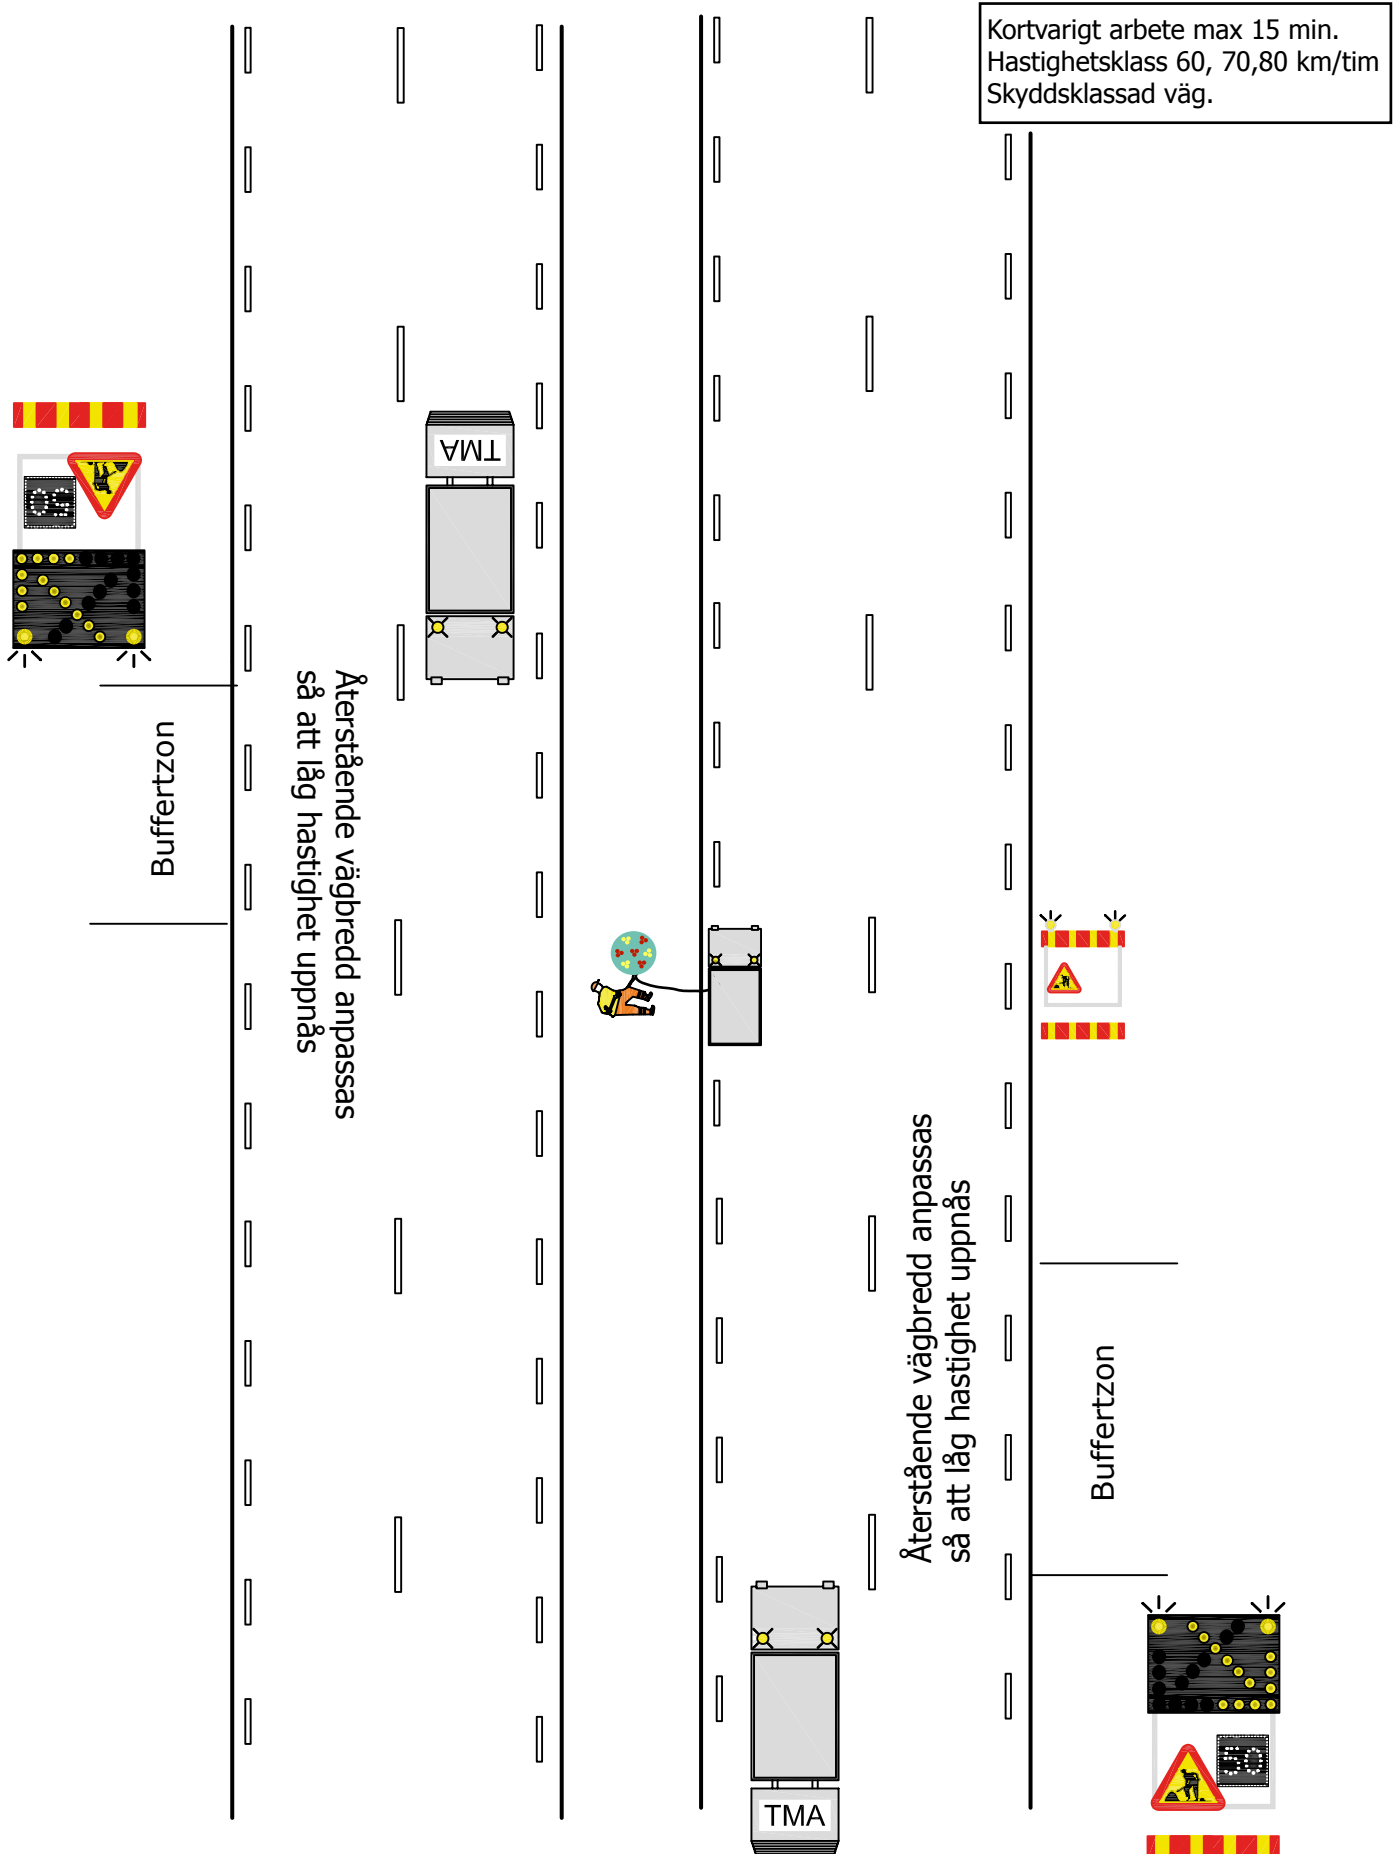 Kortvarigt arbete max 15 min.
Hastighetsklass 60, 70,80 km/tim
Skyddsklassad väg.
TMA
50
Återstående vägbredd anpassas
så att låg hastighet uppnås
Buffertzon
Återstående vägbredd anpassas
så att låg hastighet uppnås
Buffertzon
50
TMA